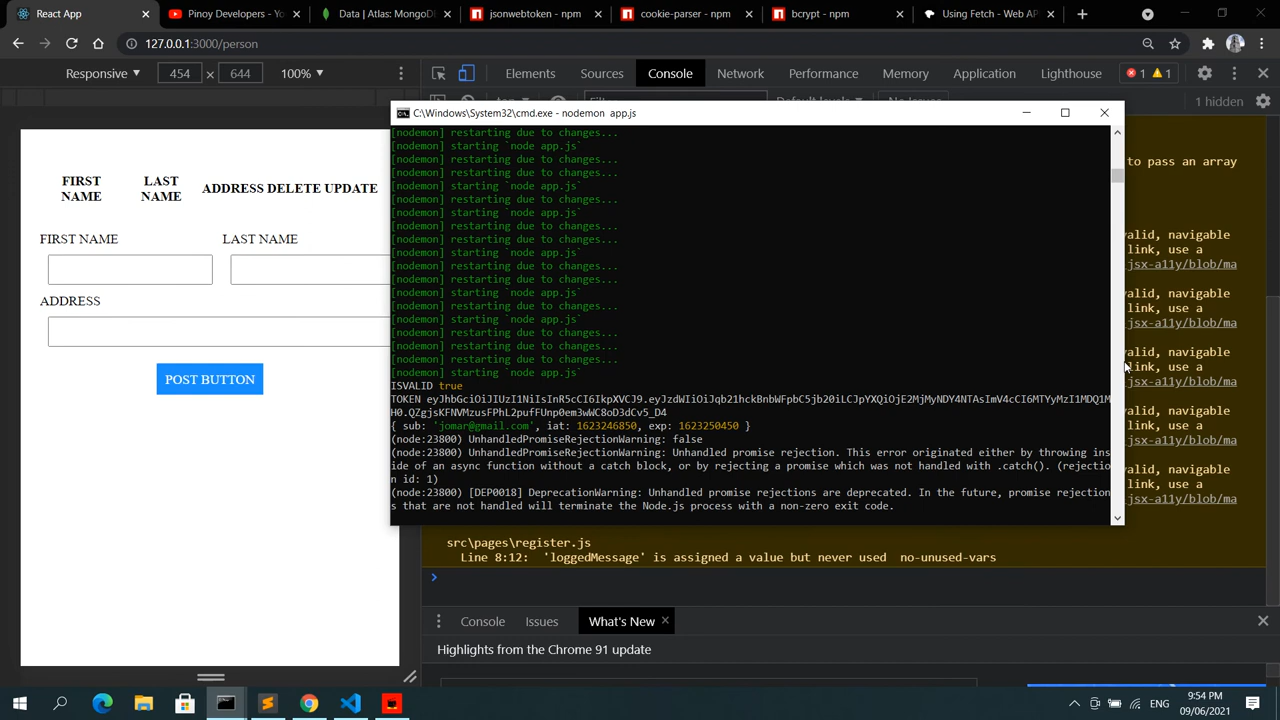 React App
Pinoy Developers - Yo
Data | Atlas: MongoDB
jsonwebtoken - npm
cookie-parser - npm
bcrypt - npm
Using Fetch - Web AP
127.0.0.1:3000/person
Responsive 454 x 644 100%
Elements Sources Console Network Performance Memory Application Lighthouse 1 1
1 hidden
C:\Windows\System32\cmd.exe - nodemon app.js
[nodemon] restarting due to changes...
[nodemon] starting `node app.js`
[nodemon] restarting due to changes...
[nodemon] restarting due to changes...
[nodemon] starting `node app.js`
[nodemon] restarting due to changes...
[nodemon] starting `node app.js`
[nodemon] restarting due to changes...
[nodemon] restarting due to changes...
[nodemon] starting `node app.js`
[nodemon] restarting due to changes...
[nodemon] restarting due to changes...
[nodemon] starting `node app.js`
[nodemon] restarting due to changes...
[nodemon] starting `node app.js`
[nodemon] restarting due to changes...
[nodemon] restarting due to changes...
[nodemon] restarting due to changes...
[nodemon] starting `node app.js`
ISVALID true
{ sub: 'jomar@gmail.com', iat: 1623246850, exp: 1623250450 }
(node:23800) UnhandledPromiseRejectionWarning: false
(node:23800) UnhandledPromiseRejectionWarning: Unhandled promise rejection. This error originated either by throwing ins
ide of an async function without a catch block, or by rejecting a promise which was not handled with .catch(). (rejectio
n id: 1)
(node:23800) [DEP0018] DeprecationWarning: Unhandled promise rejections are deprecated. In the future, promise rejection
s that are not handled will terminate the Node.js process with a non-zero exit code.
FIRST NAME
LAST NAME
ADDRESS DELETE UPDATE
FIRST NAME
LAST NAME
ADDRESS
POST BUTTON
to pass an array
valid, navigable
link, use a
jsx-a11y/blob/ma
valid, navigable
link, use a
jsx-a11y/blob/ma
valid, navigable
link, use a
jsx-a11y/blob/ma
valid, navigable
link, use a
jsx-a11y/blob/ma
valid, navigable
link, use a
jsx-a11y/blob/ma
src\pages\register.js
Line 8:12: 'loggedMessage' is assigned a value but never used no-unused-vars
Console Issues What's New
Highlights from the Chrome 91 update
ENG
9:54 PM
09/06/2021